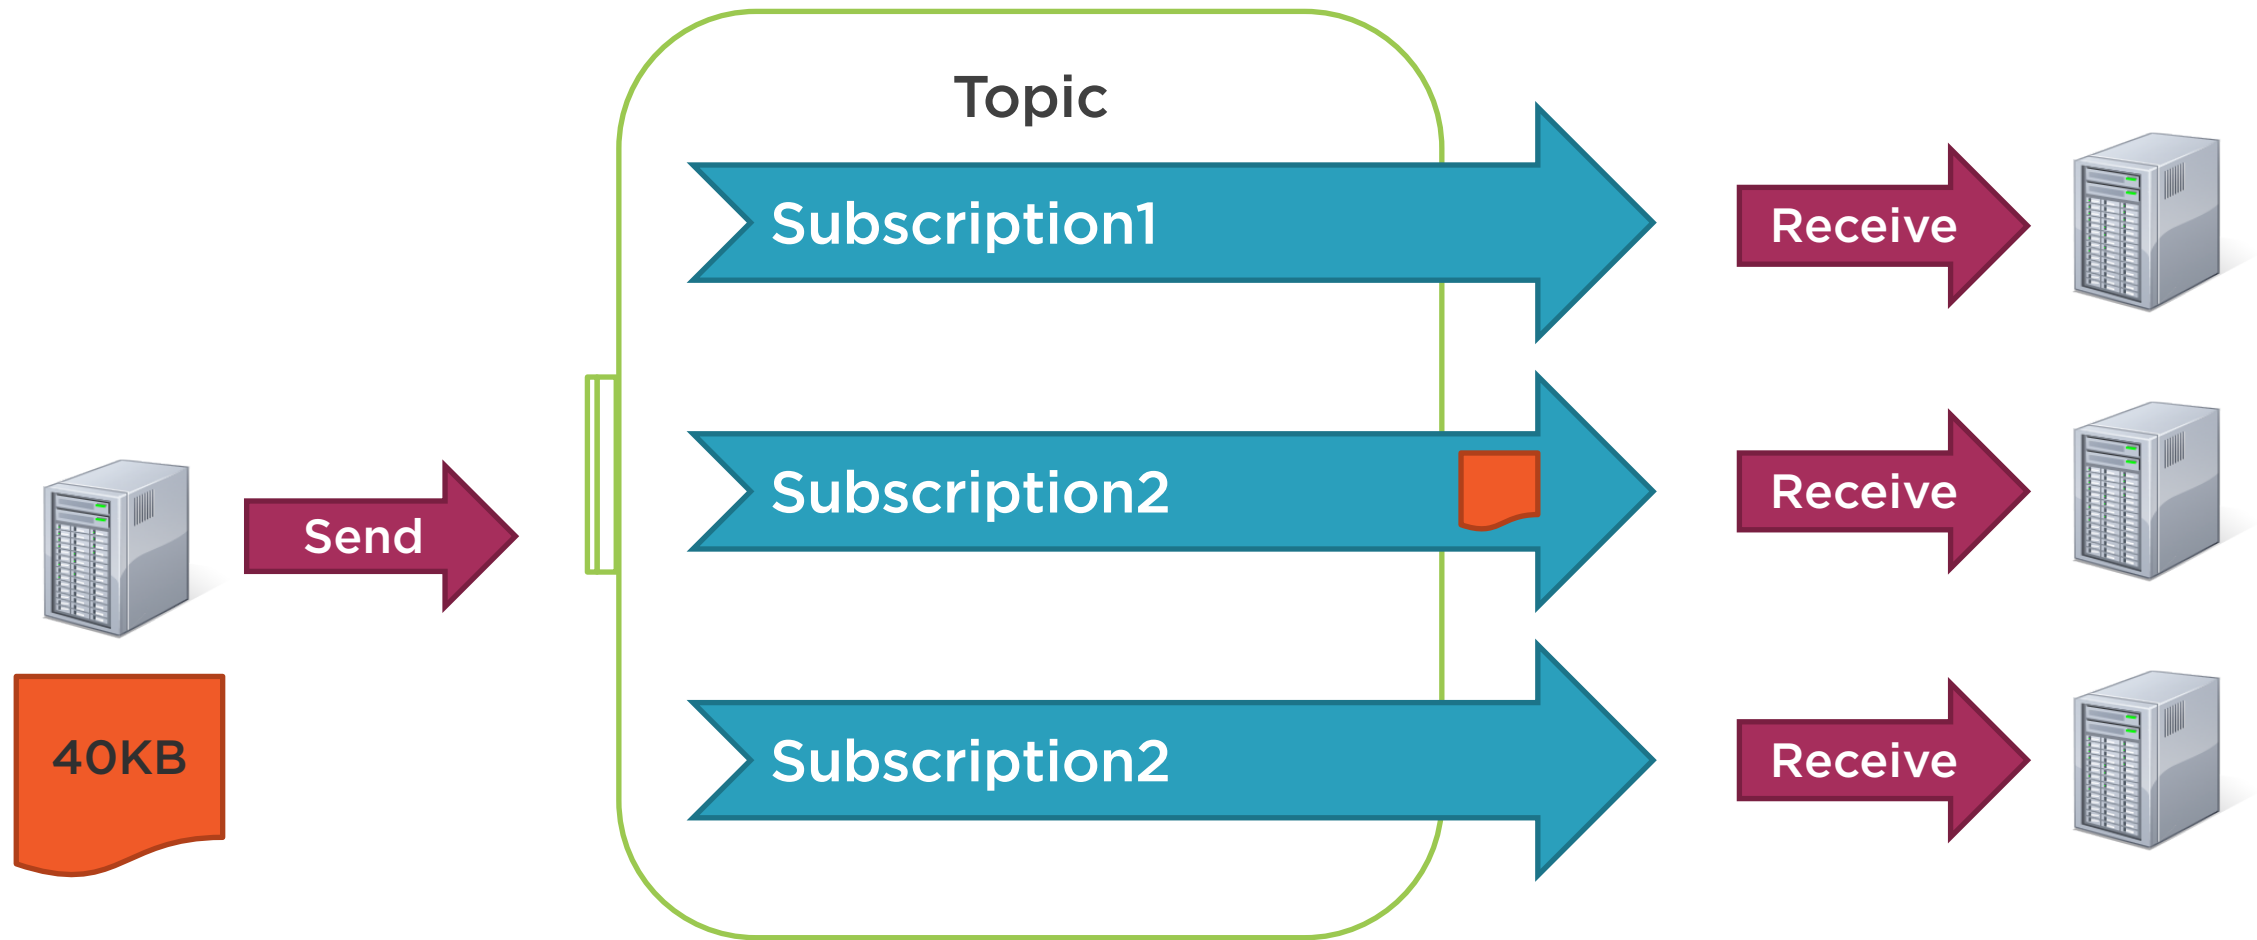 Topic
Subscription1
Receive
Subscription2
Receive
Send
40KB
Subscription2
Receive